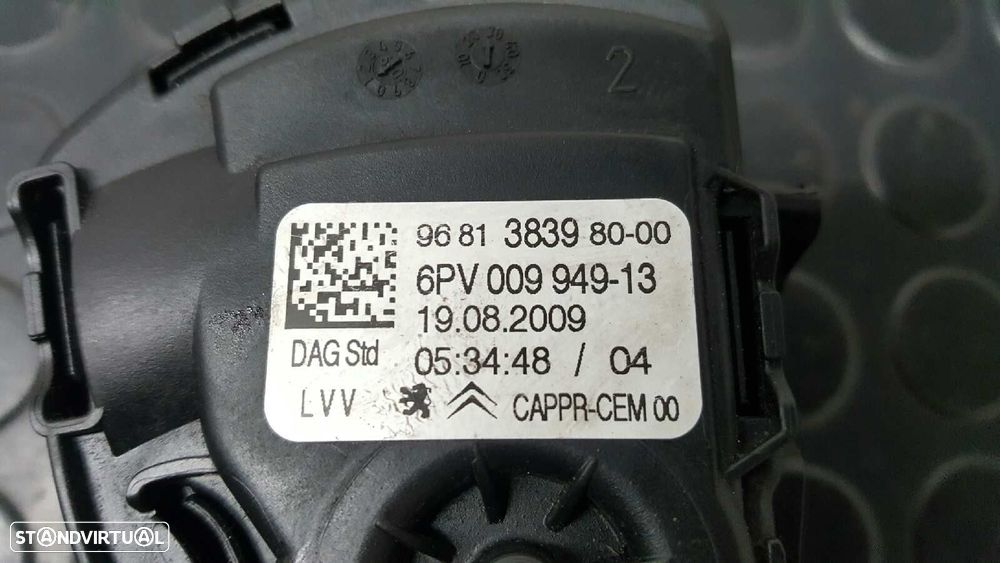 2
96 81 3839 80-00
6PV 009 949-13
19.08.2009
DAG Std 05:34:48 / 04
LVV CAPPR-CEM 00
STANDVIRTUAL